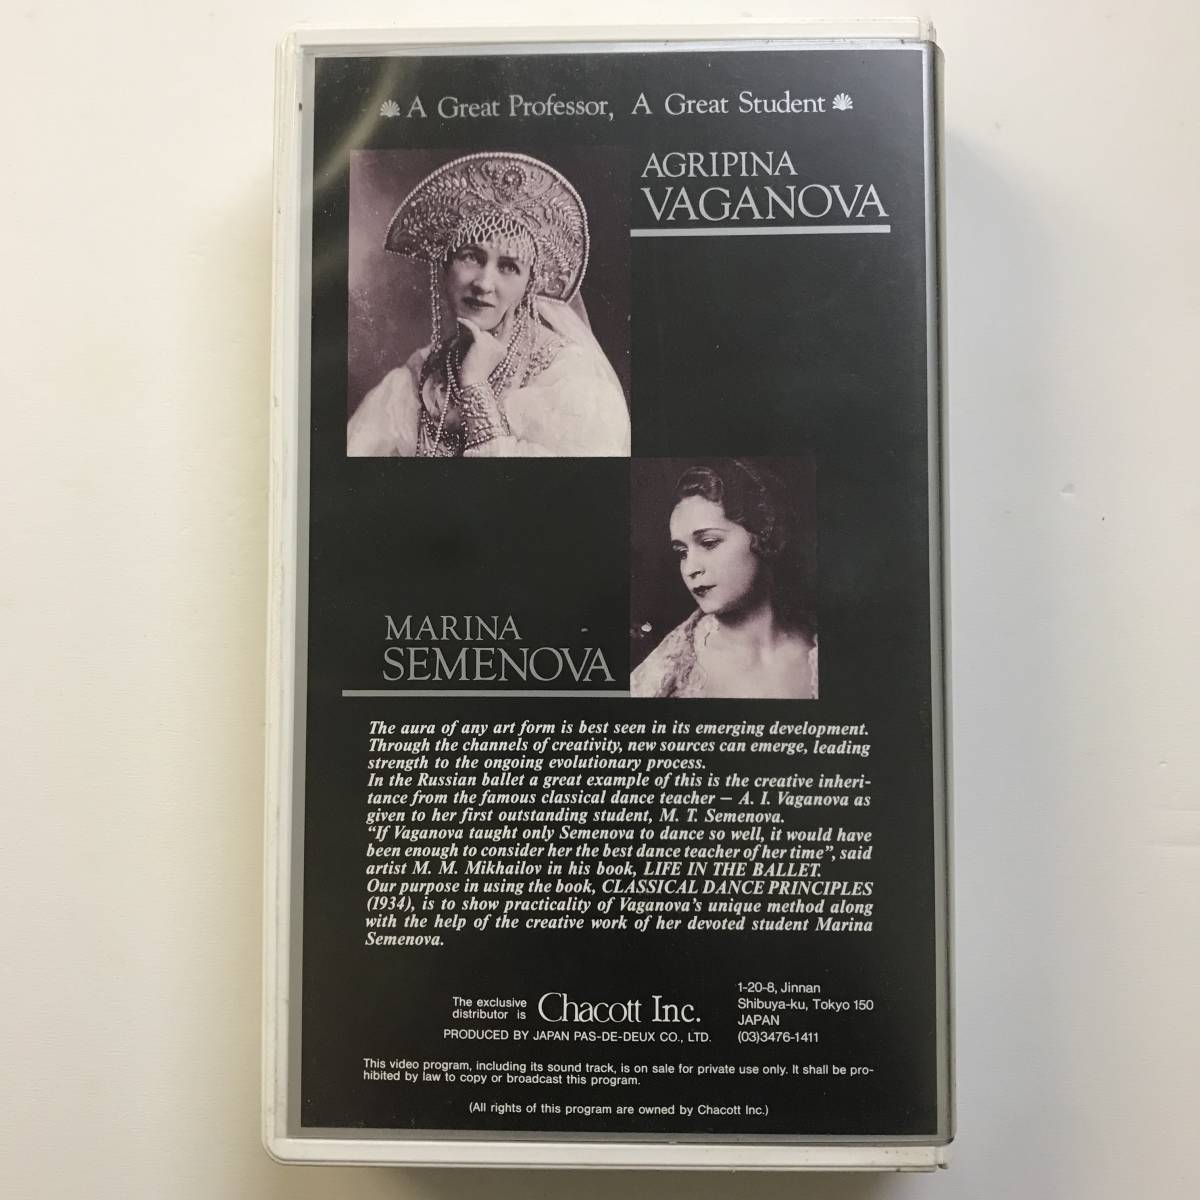 A Great Professor, A Great Student
AGRIPINA
VAGANOVA
MARINA
SEMENOVA
The aura of any art form is best seen in its emerging development.
Through the channels of creativity, new sources can emerge, leading
strength to the ongoing evolutionary process.
In the Russian ballet a great example of this is the creative inheri-
tance from the famous classical dance teacher – A. I. Vaganova as
given to her first outstanding student, M. T. Semenova.
“If Vaganova taught only Semenova to dance so well, it would have
been enough to consider her the best dance teacher of her time”, said
artist M. M. Mikhailov in his book, LIFE IN THE BALLET.
Our purpose in using the book, CLASSICAL DANCE PRINCIPLES
(1934), is to show practicality of Vaganova's unique method along
with the help of the creative work of her devoted student Marina
Semenova.
The exclusive
distributor is
Chacott Inc.
PRODUCED BY JAPAN PAS-DE-DEUX CO., LTD.
1-20-8, Jinnan
Shibuya-ku, Tokyo 150
JAPAN
(03)3476-1411
This video program, including its sound track, is on sale for private use only. It shall be pro-
hibited by law to copy or broadcast this program.
(All rights of this program are owned by Chacott Inc.)